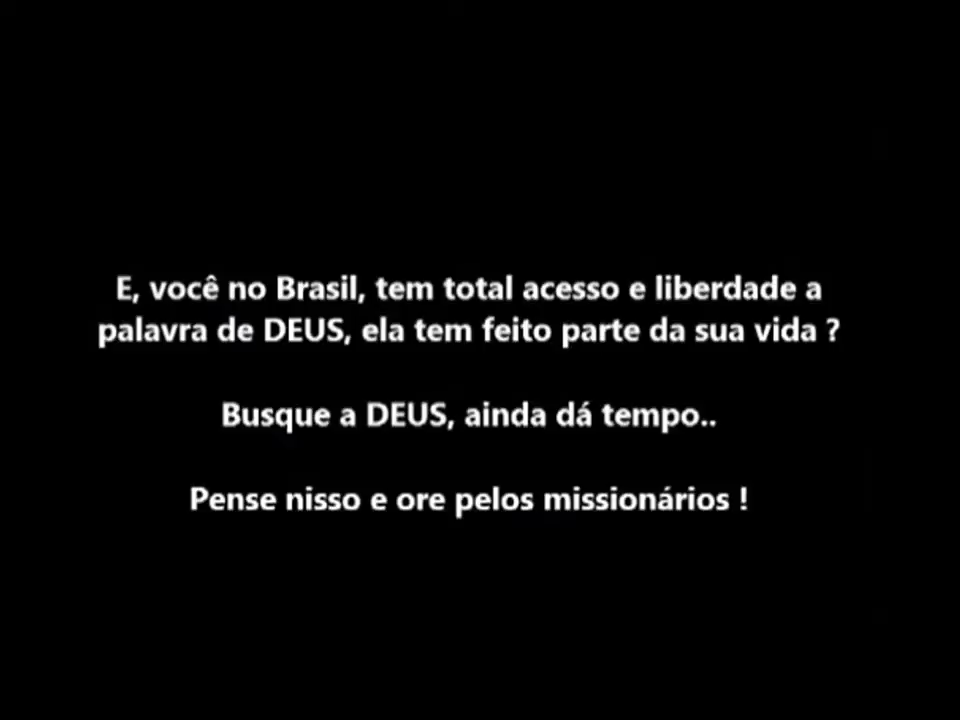 E, você no Brasil, tem total acesso e liberdade a
palavra de DEUS, ela tem feito parte da sua vida ?
Busque a DEUS, ainda dá tempo..
Pense nisso e ore pelos missionários !